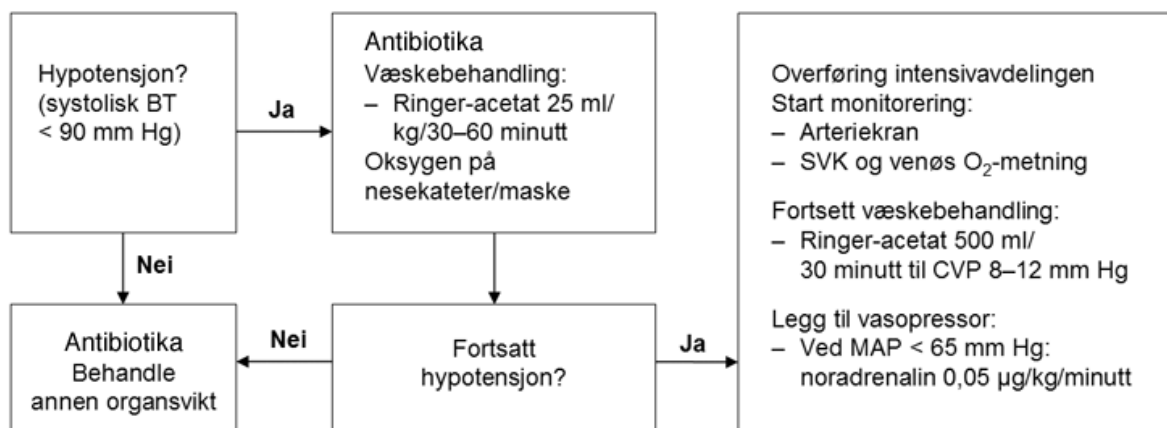 Hypotensjon?
(systolisk BT
< 90 mm Hg)
Ja
Antibiotika
Væskebehandling:
– Ringer-acetat 25 ml/
kg/30–60 minutt
Oksygen på
nesekateter/maske
Overføring intensivavdelingen
Start monitorering:
– Arteriekran
– SVK og venøs O₂-metning
Fortsett væskebehandling:
– Ringer-acetat 500 ml/
30 minutt til CVP 8–12 mm Hg
Legg til vasopressor:
– Ved MAP < 65 mm Hg:
noradrenalin 0,05 µg/kg/minutt
Nei
Antibiotika
Behandle
annen organsvikt
Nei
Fortsatt
hypotensjon?
Ja